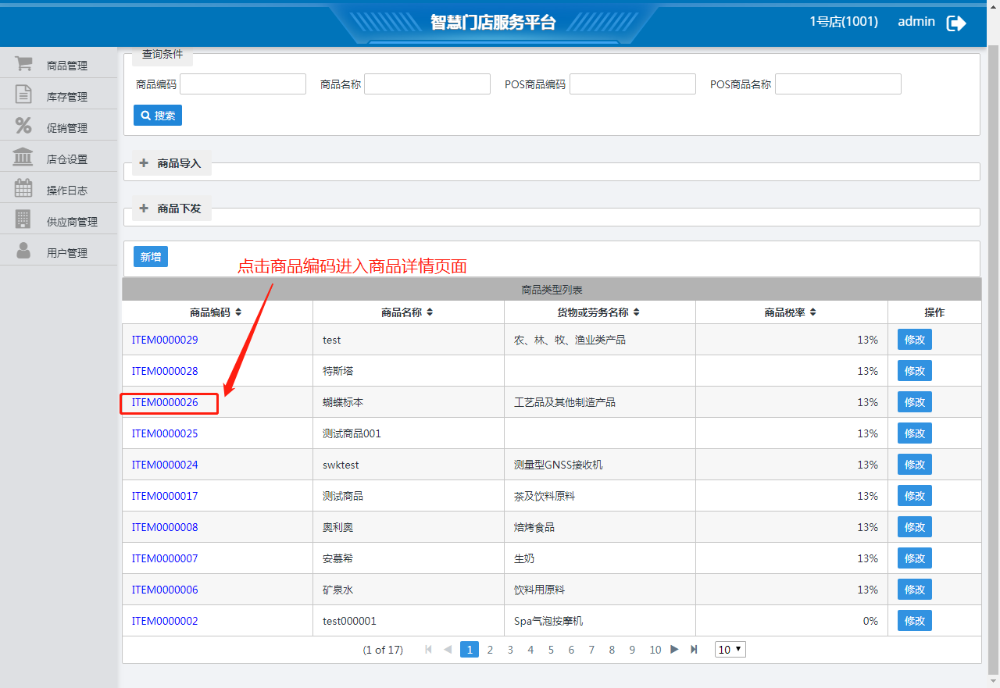 智慧门店服务平台
1号店(1001) admin
商品管理
库存管理
促销管理
店仓设置
操作日志
供应商管理
用户管理
查询条件
商品编码 商品名称 POS商品编码 POS商品名称
搜索
商品导入
商品下发
新增
点击商品编码进入商品详情页面
商品类型列表
商品编码 商品名称 货物或劳务名称 商品税率 操作
ITEM0000029 test 农、林、牧、渔业类产品 13% 修改
ITEM0000028 特斯塔 13% 修改
ITEM0000026 蝴蝶标本 工艺品及其他制造产品 13% 修改
ITEM0000025 测试商品001 13% 修改
ITEM0000024 swktest 测量型GNSS接收机 13% 修改
ITEM0000017 测试商品 茶及饮料原料 13% 修改
ITEM0000008 奥利奥 焙烤食品 13% 修改
ITEM0000007 安慕希 生奶 13% 修改
ITEM0000006 矿泉水 饮料用原料 13% 修改
ITEM0000002 test000001 Spa气泡按摩机 0% 修改
(1 of 17) 1 2 3 4 5 6 7 8 9 10 10